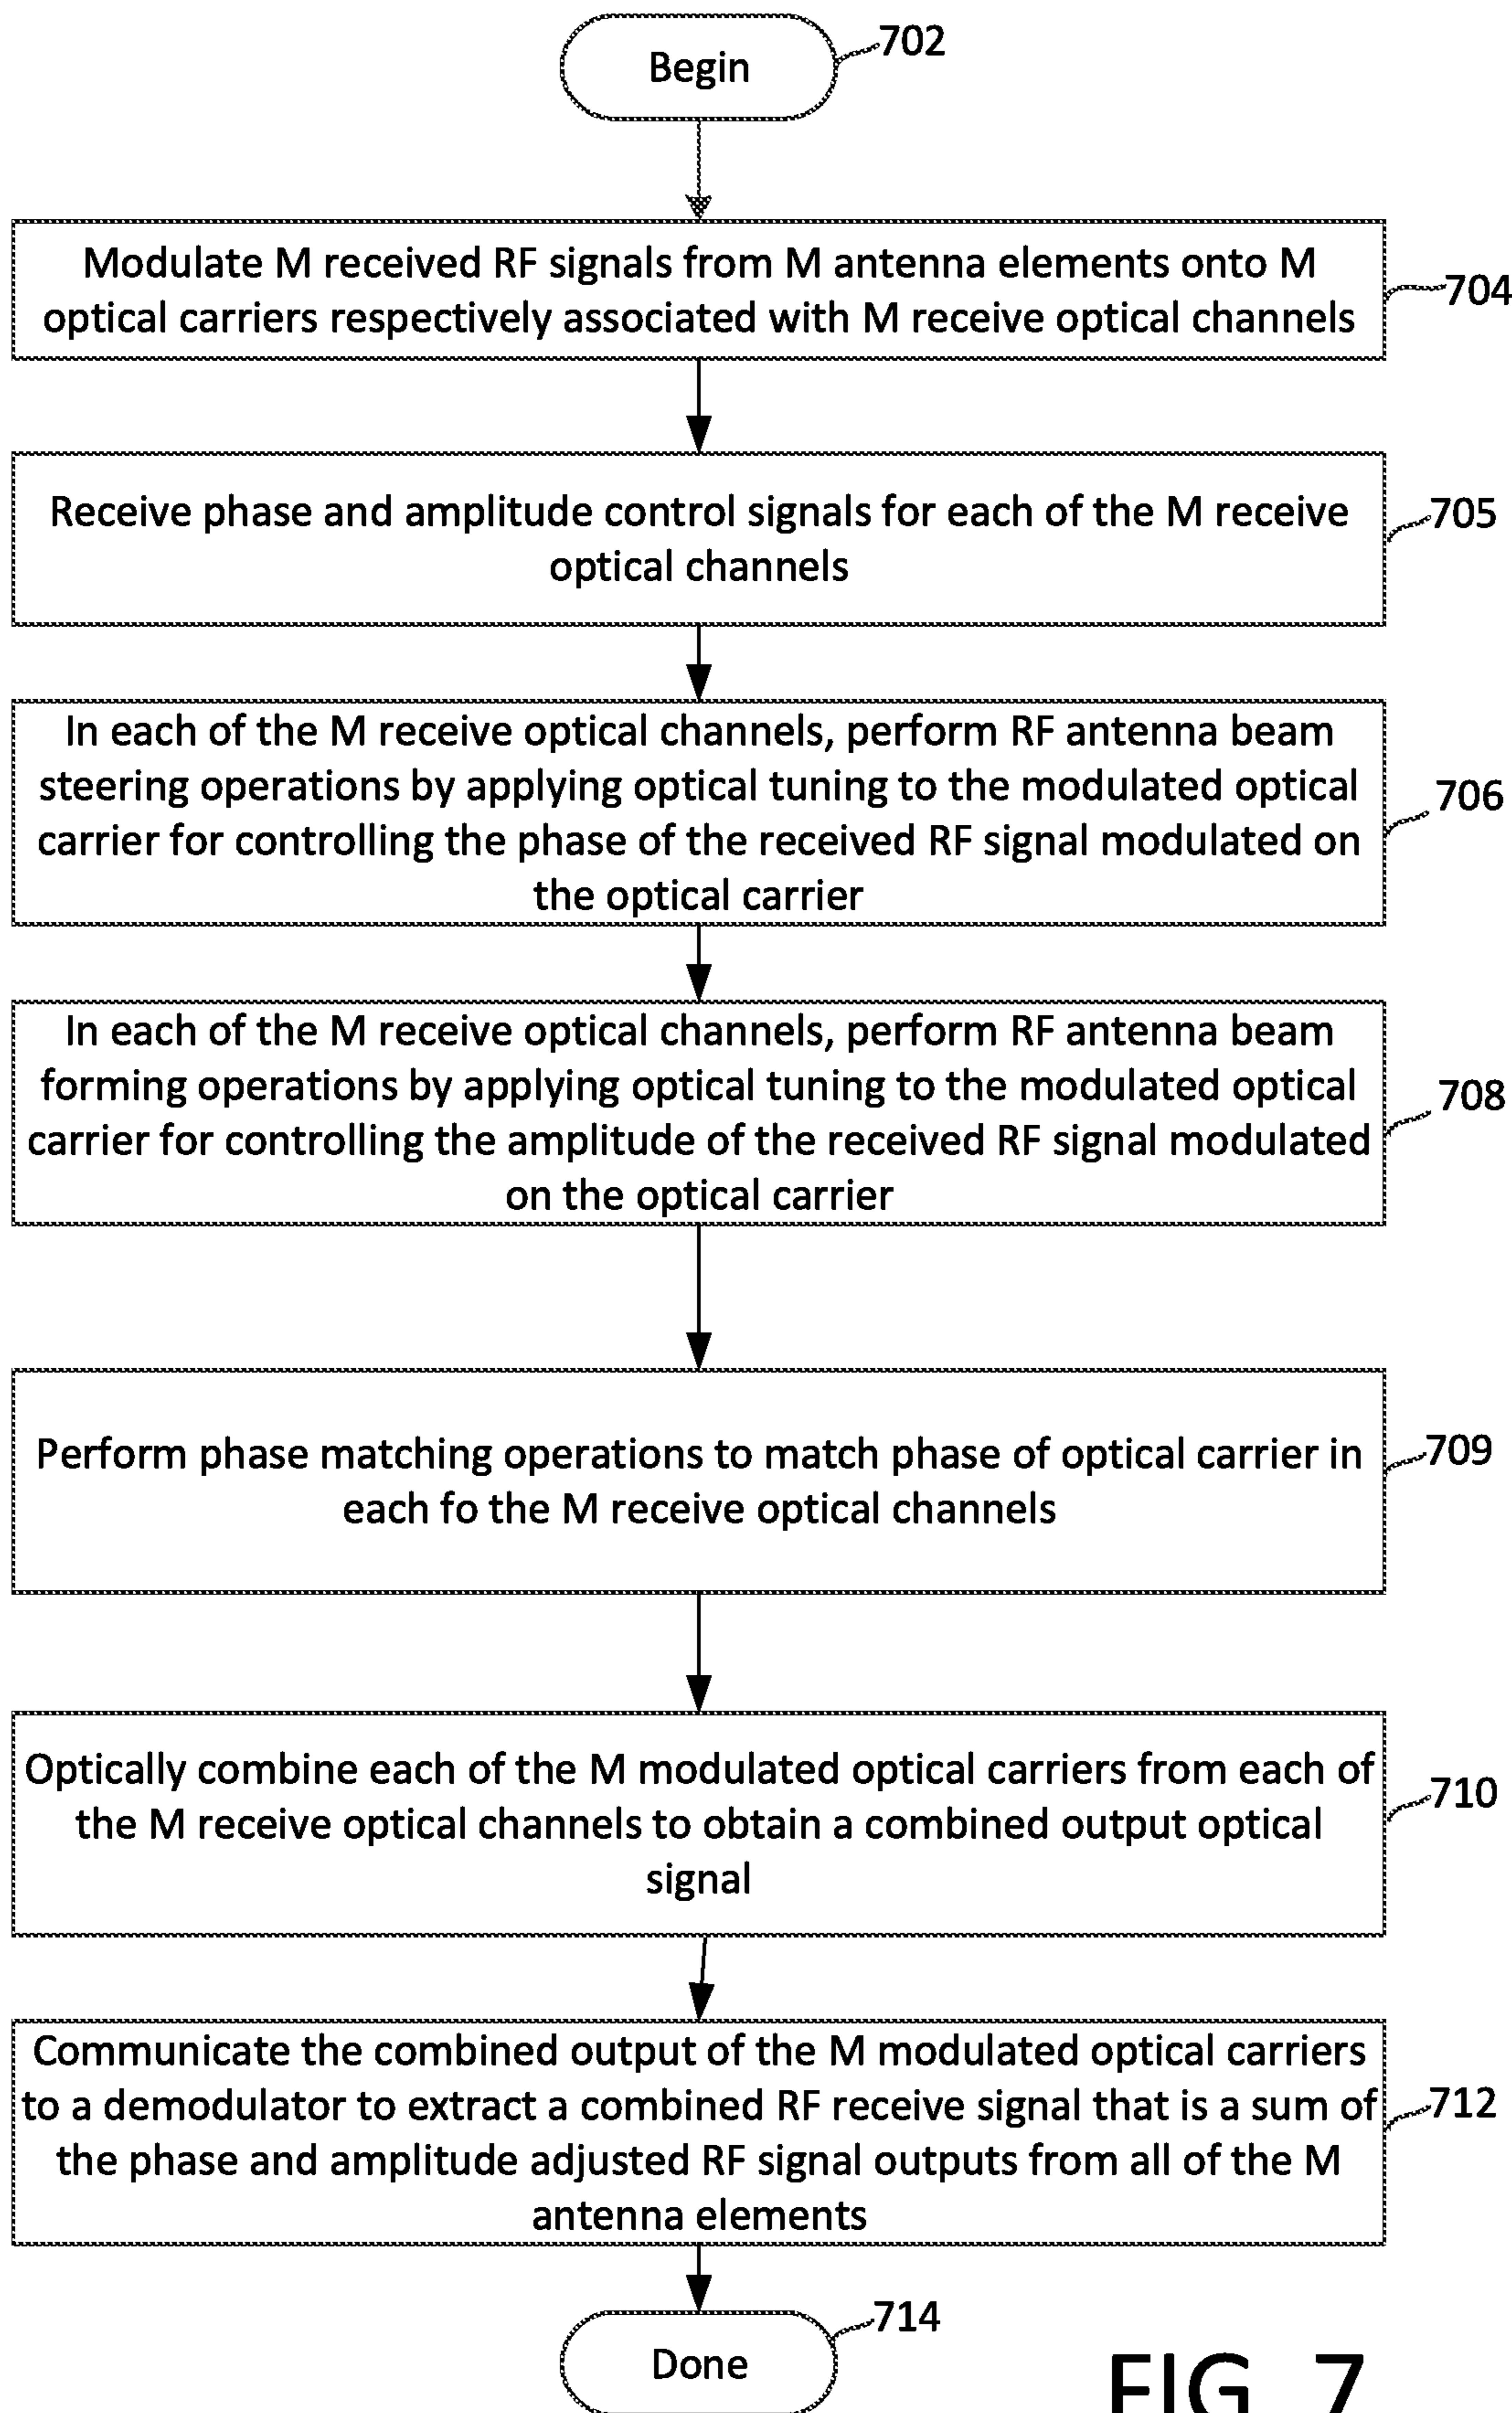 Begin
702
Modulate M received RF signals from M antenna elements onto M
optical carriers respectively associated with M receive optical channels
704
Receive phase and amplitude control signals for each of the M receive
optical channels
705
In each of the M receive optical channels, perform RF antenna beam
steering operations by applying optical tuning to the modulated optical
carrier for controlling the phase of the received RF signal modulated on
the optical carrier
706
In each of the M receive optical channels, perform RF antenna beam
forming operations by applying optical tuning to the modulated optical
carrier for controlling the amplitude of the received RF signal modulated
on the optical carrier
708
Perform phase matching operations to match phase of optical carrier in
each fo the M receive optical channels
709
Optically combine each of the M modulated optical carriers from each of
the M receive optical channels to obtain a combined output optical
signal
710
Communicate the combined output of the M modulated optical carriers
to a demodulator to extract a combined RF receive signal that is a sum of
the phase and amplitude adjusted RF signal outputs from all of the M
antenna elements
712
Done
714
FIG. 7